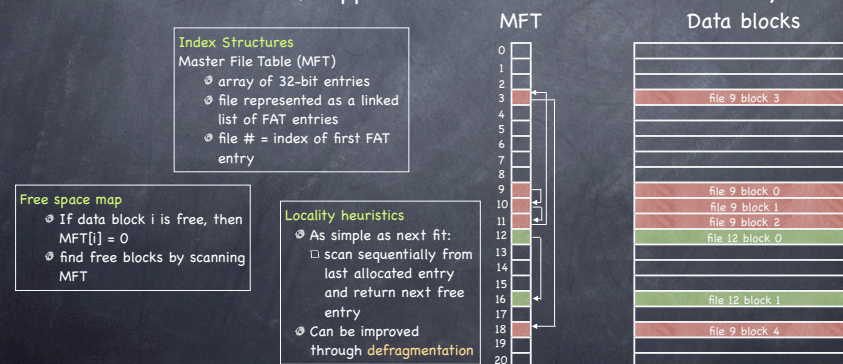 MFT
Data blocks
Index Structures
Master File Table (MFT)
array of 32-bit entries
file represented as a linked
list of FAT entries
file # = index of first FAT
entry
Free space map
If data block i is free, then
MFT[i] = 0
find free blocks by scanning
MFT
Locality heuristics
As simple as next fit:
scan sequentially from
last allocated entry
and return next free
entry
Can be improved
through defragmentation
0
1
2
3
4
5
6
7
8
9
10
11
12
13
14
15
16
17
18
19
20
file 9 block 3
file 9 block 0
file 9 block 1
file 9 block 2
file 12 block 0
file 12 block 1
file 9 block 4